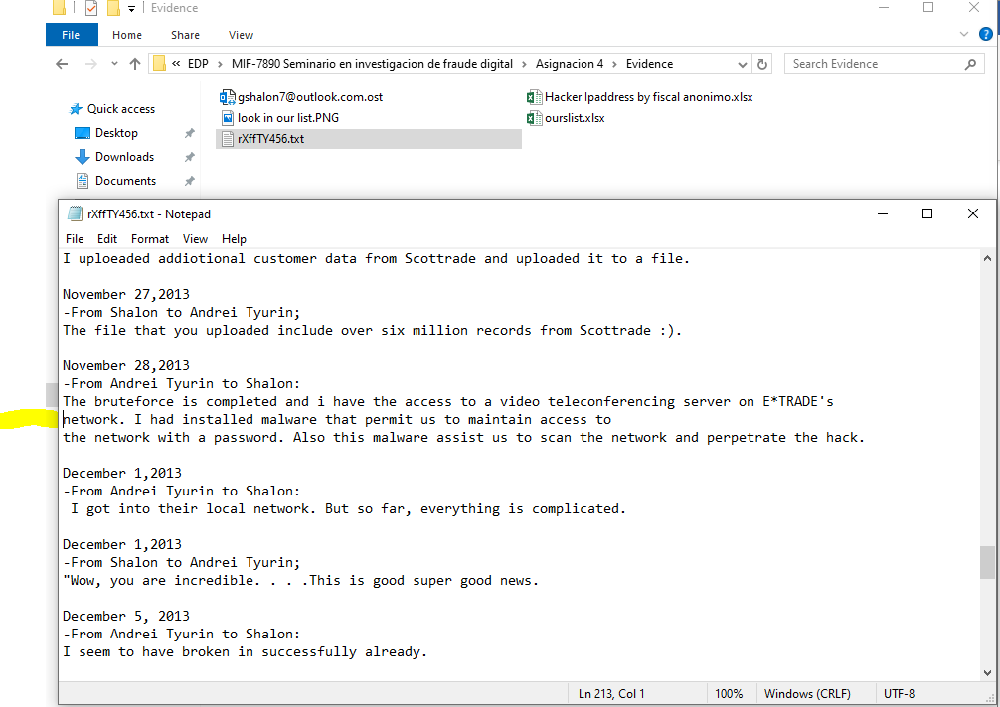 Evidence
File Home Share View
« EDP › MIF-7890 Seminario en investigacion de fraude digital › Asignacion 4 › Evidence
Search Evidence
Quick access
Desktop
Downloads
Documents
gshalon7@outlook.com.ost
look in our list.PNG
rXffTY456.txt
Hacker Ipaddress by fiscal anonimo.xlsx
ourslist.xlsx
rXffTY456.txt - Notepad
File Edit Format View Help
I uploeaded addiotional customer data from Scottrade and uploaded it to a file.
November 27,2013
-From Shalon to Andrei Tyurin;
The file that you uploaded include over six million records from Scottrade :).
November 28,2013
-From Andrei Tyurin to Shalon:
The bruteforce is completed and i have the access to a video teleconferencing server on E*TRADE's
network. I had installed malware that permit us to maintain access to
the network with a password. Also this malware assist us to scan the network and perpetrate the hack.
December 1,2013
-From Andrei Tyurin to Shalon:
I got into their local network. But so far, everything is complicated.
December 1,2013
-From Shalon to Andrei Tyurin;
"Wow, you are incredible. . . .This is good super good news.
December 5, 2013
-From Andrei Tyurin to Shalon:
I seem to have broken in successfully already.
Ln 213, Col 1 100% Windows (CRLF) UTF-8